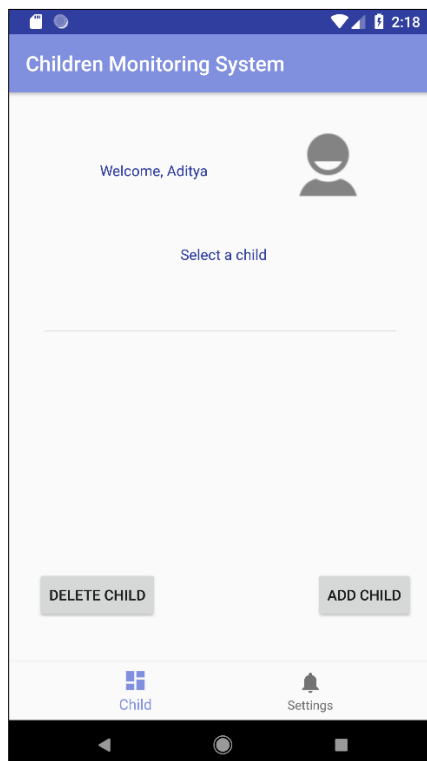 2:18
Children Monitoring System
Welcome, Aditya
Select a child
DELETE CHILD
ADD CHILD
Child
Settings